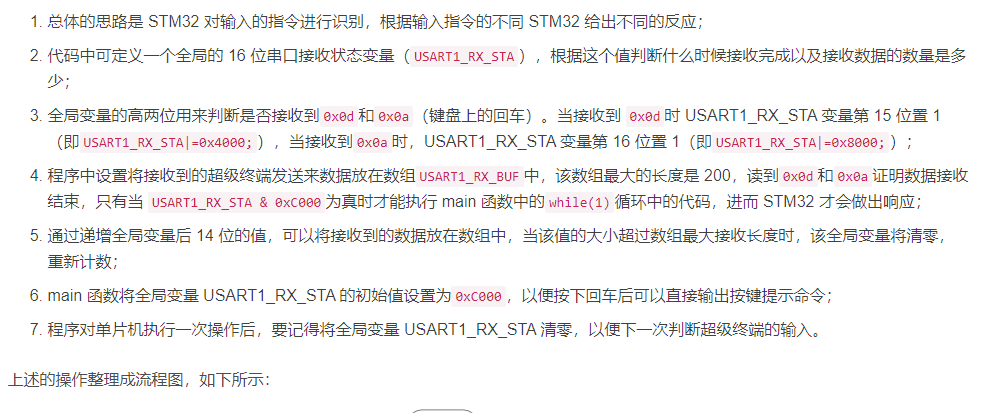 1. 总体的思路是 STM32 对输入的指令进行识别，根据输入指令的不同 STM32 给出不同的反应；
2. 代码中可定义一个全局的 16 位串口接收状态变量（USART1_RX_STA），根据这个值判断什么时候接收完成以及接收数据的数量是多
少；
3. 全局变量的高两位用来判断是否接收到 0x0d 和 0x0a（键盘上的回车）。当接收到 0x0d 时 USART1_RX_STA 变量第 15 位置 1
（即 USART1_RX_STA|=0x4000;），当接收到 0x0a 时，USART1_RX_STA 变量第 16 位置 1（即 USART1_RX_STA|=0x8000;）；
4. 程序中设置将接收到的超级终端发送来数据放在数组 USART1_RX_BUF 中，该数组最大的长度是 200，读到 0x0d 和 0x0a 证明数据接收
结束，只有当 USART1_RX_STA & 0xC000 为真时才能执行 main 函数中的 while(1) 循环中的代码，进而 STM32 才会做出响应；
5. 通过递增全局变量后 14 位的值，可以将接收到的数据放在数组中，当该值的大小超过数组最大接收长度时，该全局变量将清零，
重新计数；
6. main 函数将全局变量 USART1_RX_STA 的初始值设置为 0xC000，以便按下回车后可以直接输出按键提示命令；
7. 程序对单片机执行一次操作后，要记得将全局变量 USART1_RX_STA 清零，以便下一次判断超级终端的输入。
上述的操作整理成流程图，如下所示：